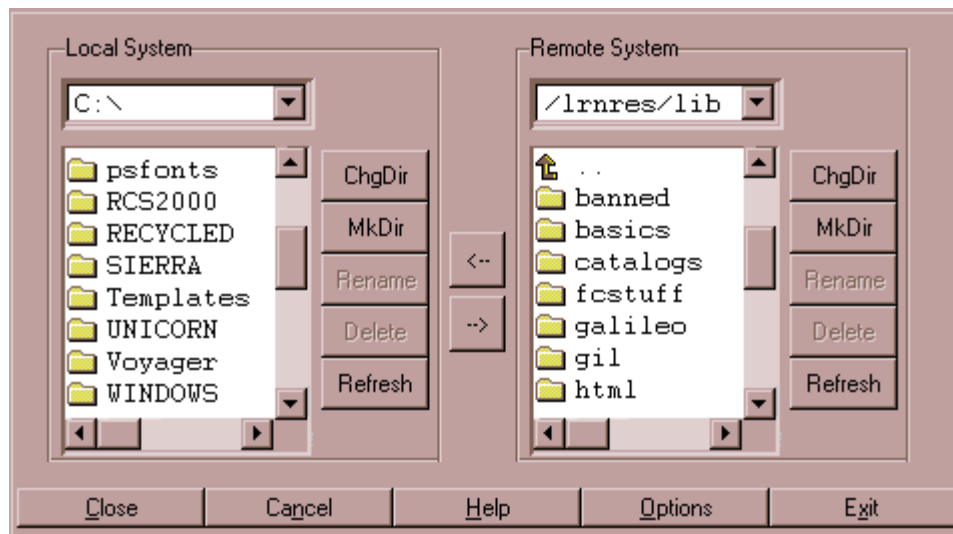 Local System
C:\
psfonts
RCS2000
RECYCLED
SIERRA
Templates
UNICORN
Voyager
WINDOWS
ChgDir
MkDir
Rename
Delete
Refresh
<--
-->
Remote System
/lrnres/lib
..
banned
basics
catalogs
fcstuff
galileo
gil
html
ChgDir
MkDir
Rename
Delete
Refresh
Close
Cancel
Help
Options
Exit